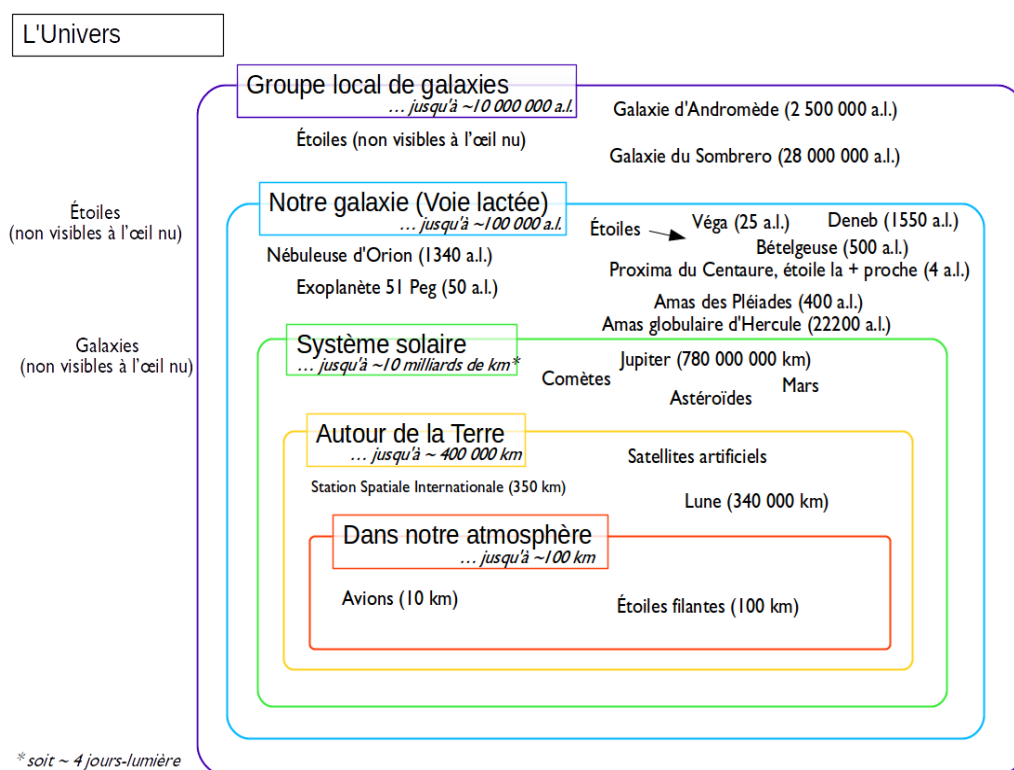 L'Univers
Groupe local de galaxies
... jusqu'à ~10 000 000 a.l.
Galaxie d'Andromède (2 500 000 a.l.)
Étoiles (non visibles à l'œil nu)
Galaxie du Sombrero (28 000 000 a.l.)
Étoiles
(non visibles à l'œil nu)
Notre galaxie (Voie lactée)
... jusqu'à ~100 000 a.l.
Étoiles
Véga (25 a.l.)
Deneb (1550 a.l.)
Bételgeuse (500 a.l.)
Nébuleuse d'Orion (1340 a.l.)
Proxima du Centaure, étoile la + proche (4 a.l.)
Exoplanète 51 Peg (50 a.l.)
Amas des Pléiades (400 a.l.)
Amas globulaire d'Hercule (22200 a.l.)
Galaxies
(non visibles à l'œil nu)
Système solaire
... jusqu'à ~10 milliards de km*
Jupiter (780 000 000 km)
Comètes
Mars
Astéroïdes
Autour de la Terre
... jusqu'à ~ 400 000 km
Satellites artificiels
Station Spatiale Internationale (350 km)
Lune (340 000 km)
Dans notre atmosphère
... jusqu'à ~100 km
Avions (10 km)
Étoiles filantes (100 km)
* soit ~ 4 jours-lumière